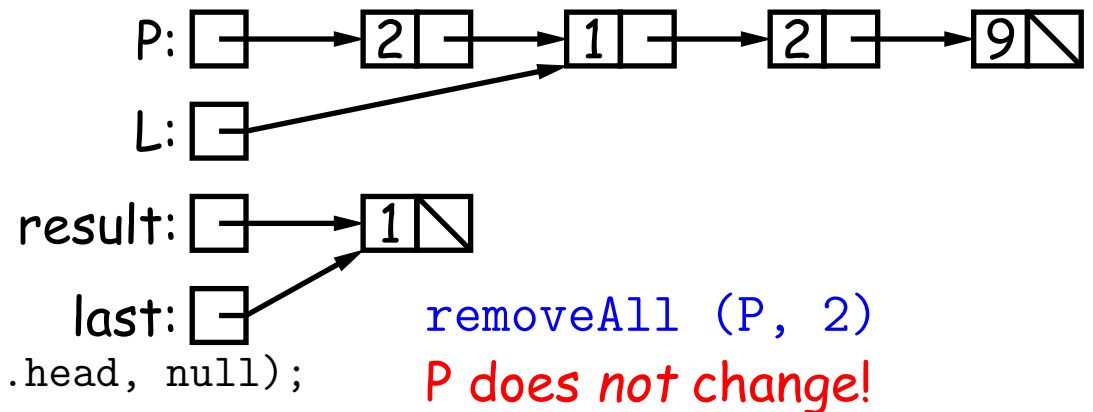 P: 2 1 2 9
L:
result: 1
last: removeAll (P, 2)
.head, null); P does not change!